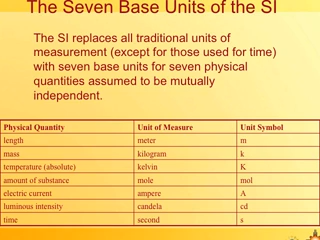 The Seven Base Units of the SI
The SI replaces all traditional units of
measurement (except for those used for time)
with seven base units for seven physical
quantities assumed to be mutually
independent.
Physical Quantity Unit of Measure Unit Symbol
length meter m
mass kilogram k
temperature (absolute) kelvin K
amount of substance mole mol
electric current ampere A
luminous intensity candela cd
time second s